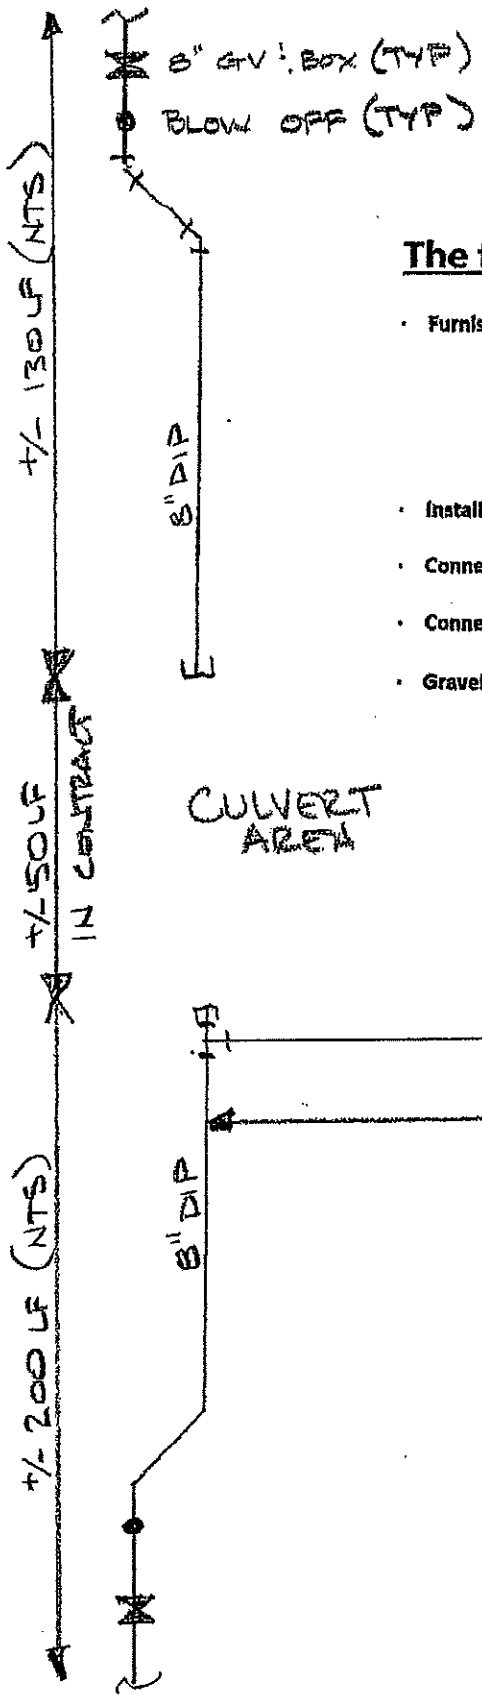 8" GV & BOX (TYP)
BLOW OFF (TYP)
+/- 130 LF (NTS)
The f
· Furnis
8" DIP
· Install
· Conne
· Conne
· Gravel
+/- 50 LF
IN CONTRACT
CULVERT
AREA
8" DIP
+/- 200 LF (NTS)